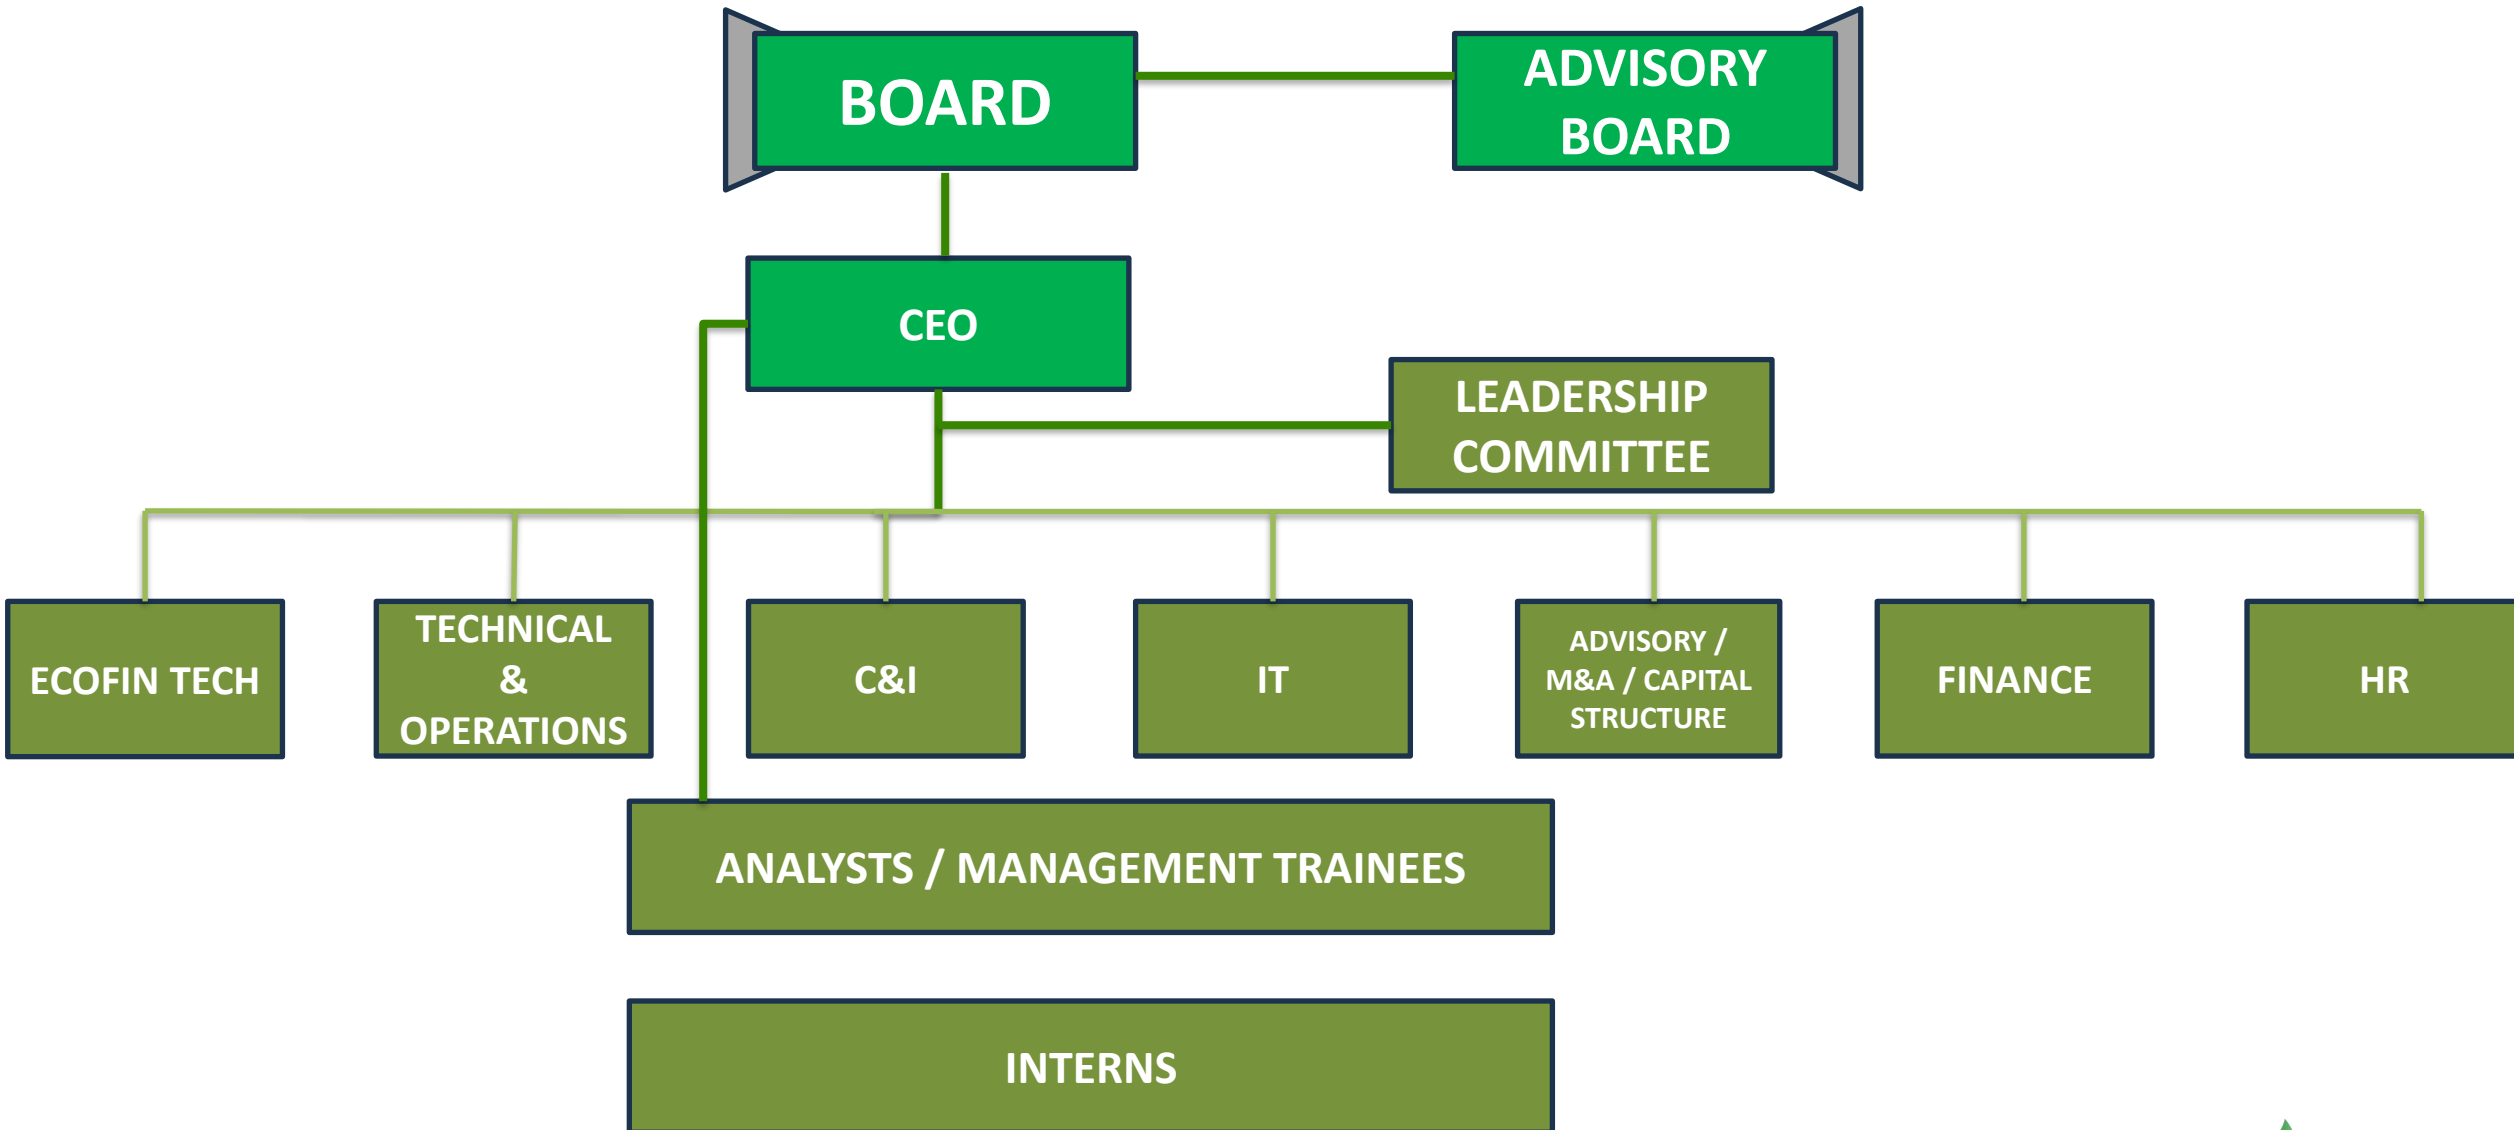 BOARD
ADVISORY
BOARD
CEO
LEADERSHIP
COMMITTEE
ECOFIN TECH
TECHNICAL
&
OPERATIONS
C&I
IT
ADVISORY /
M&A / CAPITAL
STRUCTURE
FINANCE
HR
ANALYSTS / MANAGEMENT TRAINEES
INTERNS